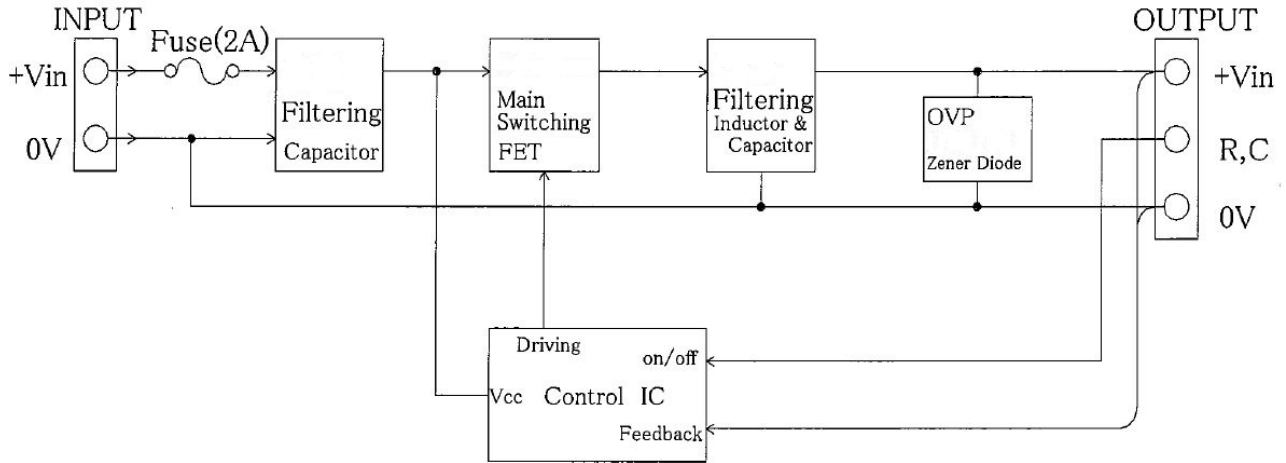 INPUT
OUTPUT
Fuse(2A)
+Vin
0V
Filtering
Capacitor
Main
Switching
FET
Filtering
Inductor &
Capacitor
OVP
Zener Diode
+Vin
R,C
0V
Driving
on/off
Vcc
Control IC
Feedback